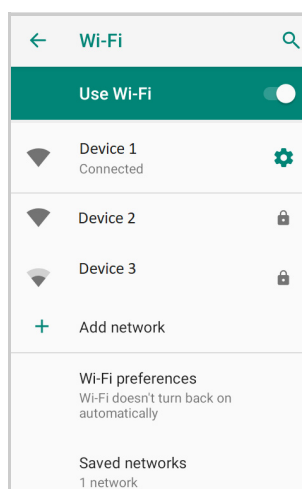 Wi-Fi
Use Wi-Fi
Device 1
Connected
Device 2
Device 3
Add network
Wi-Fi preferences
Wi-Fi doesn't turn back on
automatically
Saved networks
1 network